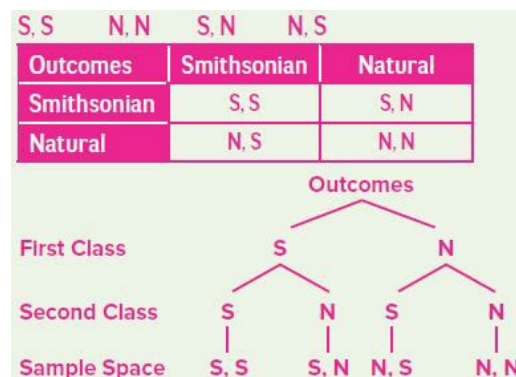 S, S N, N S, N N, S
Outcomes Smithsonian Natural
Smithsonian S, S S, N
Natural N, S N, N
Outcomes
First Class S N
Second Class S N S N
Sample Space S, S S, N N, S N, N